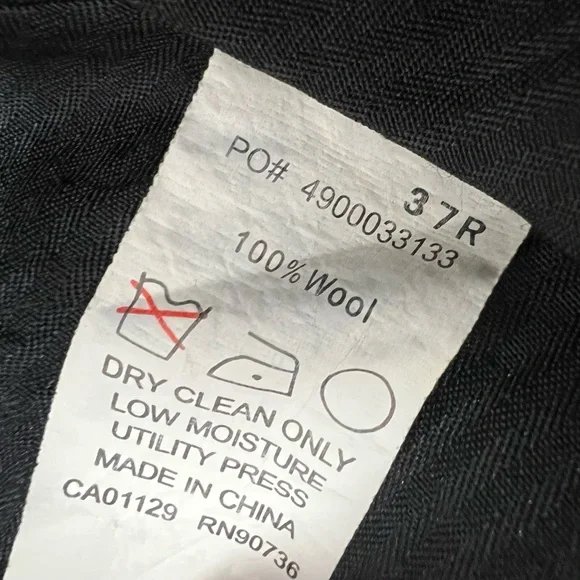 37R
PO# 4900033133
100%Wool
DRY CLEAN ONLY
LOW MOISTURE
UTILITY PRESS
MADE IN CHINA
CA01129 RN90736